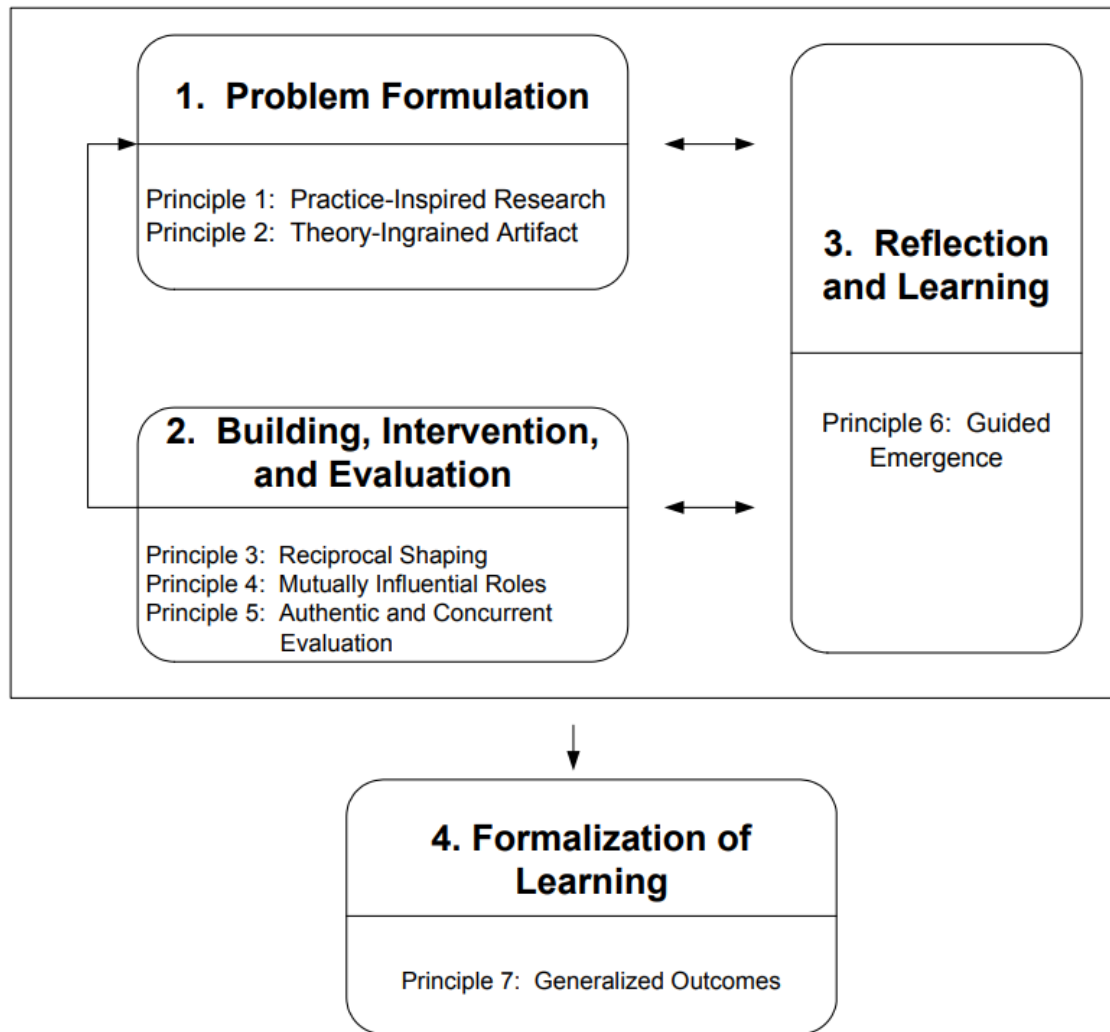 1. Problem Formulation
Principle 1: Practice-Inspired Research
Principle 2: Theory-Ingrained Artifact
2. Building, Intervention,
and Evaluation
Principle 3: Reciprocal Shaping
Principle 4: Mutually Influential Roles
Principle 5: Authentic and Concurrent
Evaluation
3. Reflection
and Learning
Principle 6: Guided
Emergence
4. Formalization of
Learning
Principle 7: Generalized Outcomes